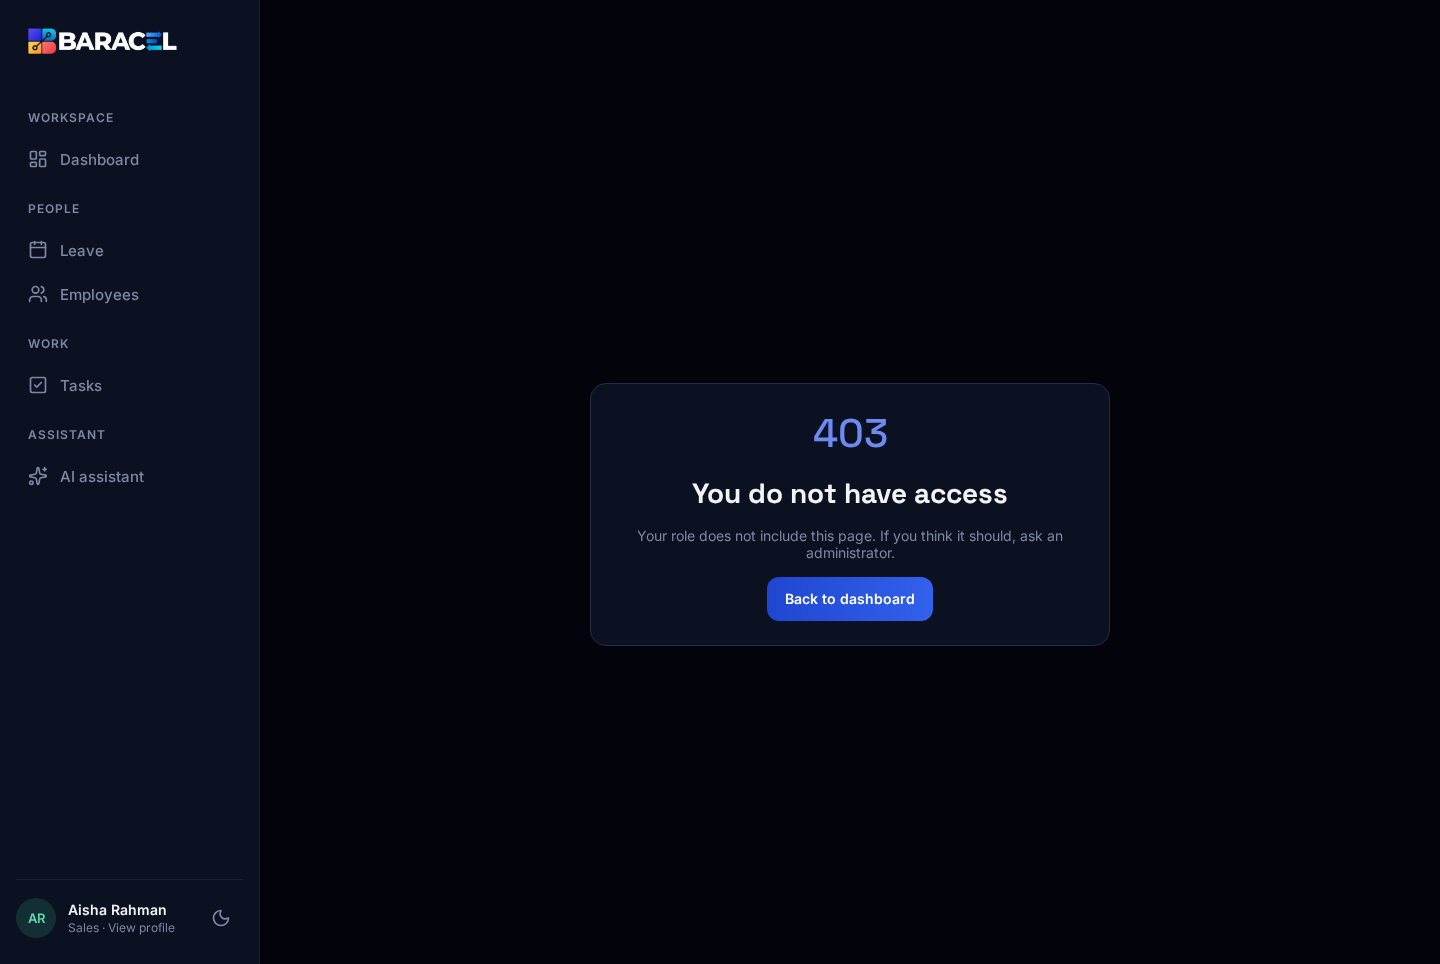 BARACEL
WORKSPACE
Dashboard
PEOPLE
Leave
Employees
WORK
Tasks
ASSISTANT
AI assistant
403
You do not have access
Your role does not include this page. If you think it should, ask an
administrator.
Back to dashboard
AR
Aisha Rahman
Sales · View profile